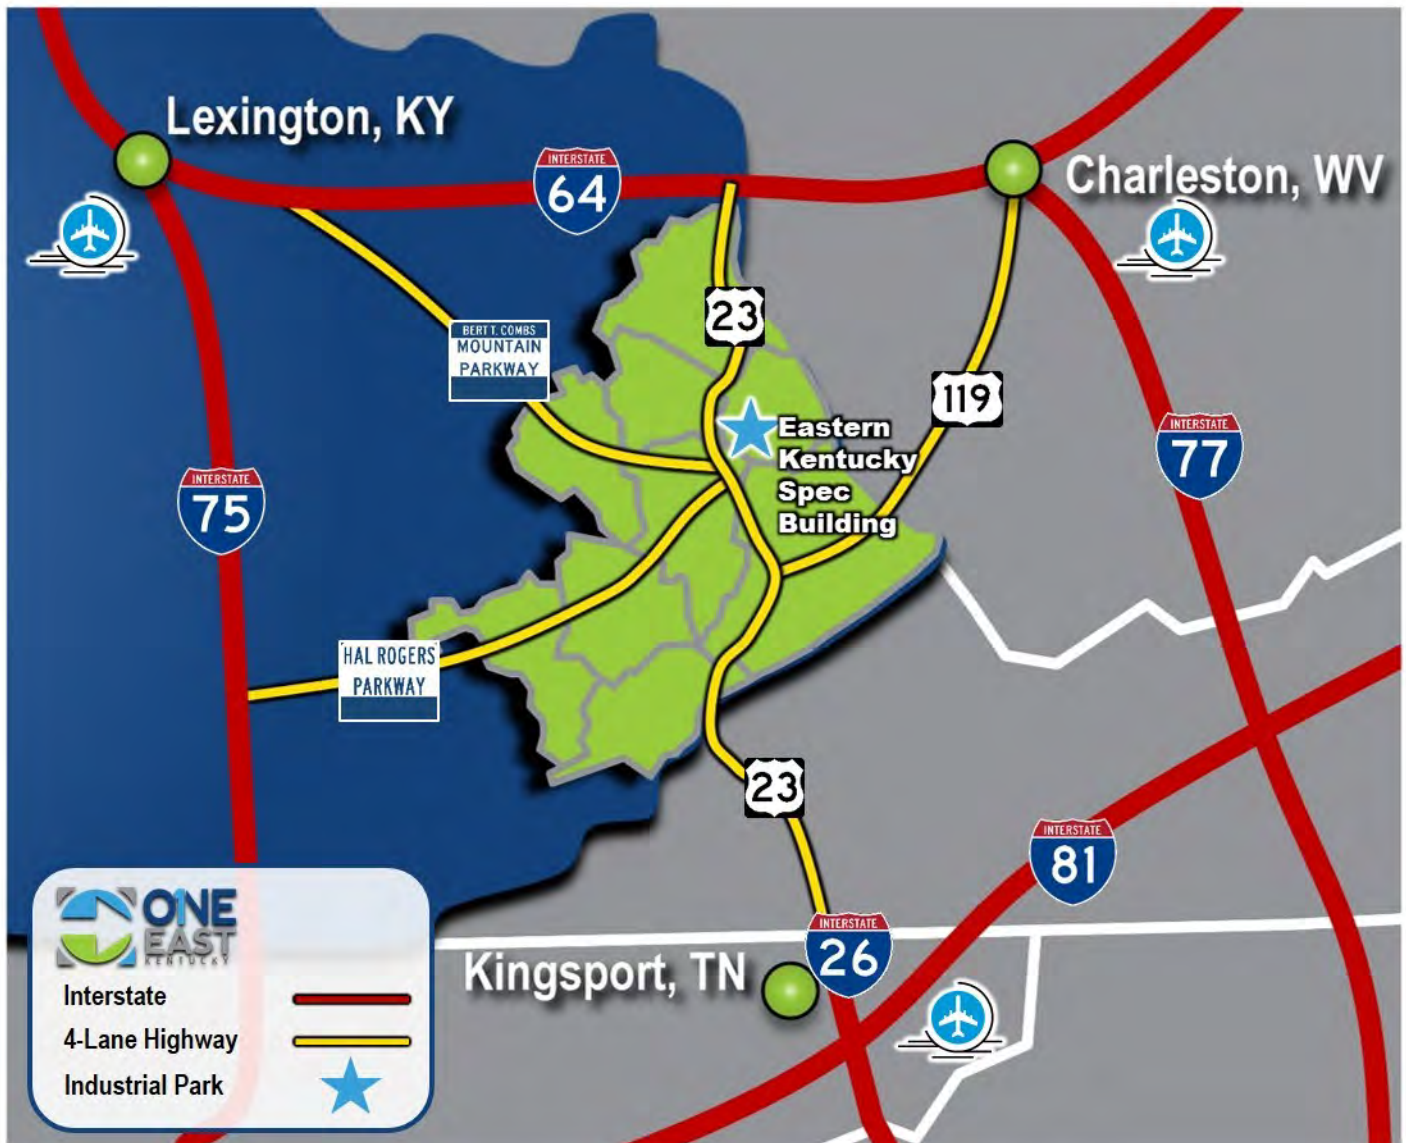 Lexington, KY
INTERSTATE
64
Charleston, WV
23
BERT T. COMBS
MOUNTAIN
PARKWAY
119
INTERSTATE
77
Eastern
Kentucky
Spec
Building
INTERSTATE
75
HAL ROGERS
PARKWAY
23
INTERSTATE
81
INTERSTATE
26
Kingsport, TN
ONE
EAST
KENTUCKY
Interstate
4-Lane Highway
Industrial Park